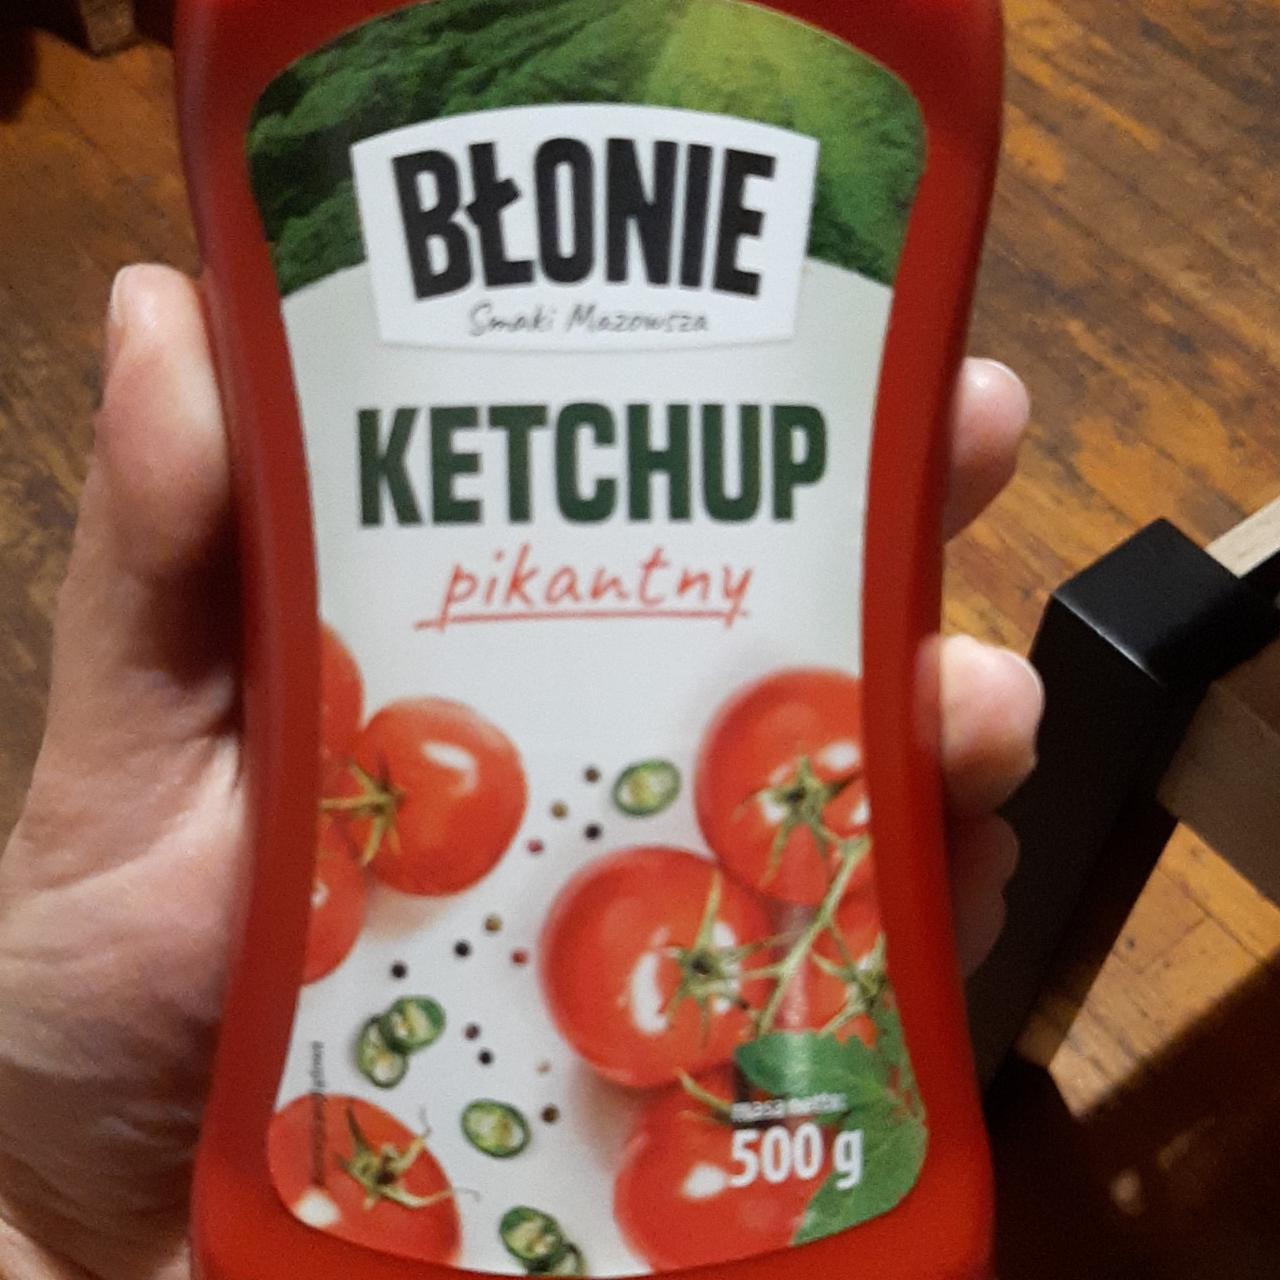 BŁONIE
Smaki Mazowsza
KETCHUP
pikantny
masa netto:
500 g